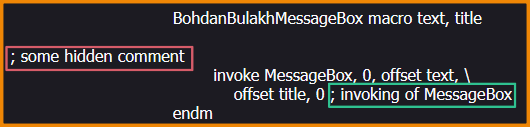 BohdanBulakhMessageBox macro text, title
; some hidden comment
invoke MessageBox, 0, offset text, \
offset title, 0 ; invoking of MessageBox
endm